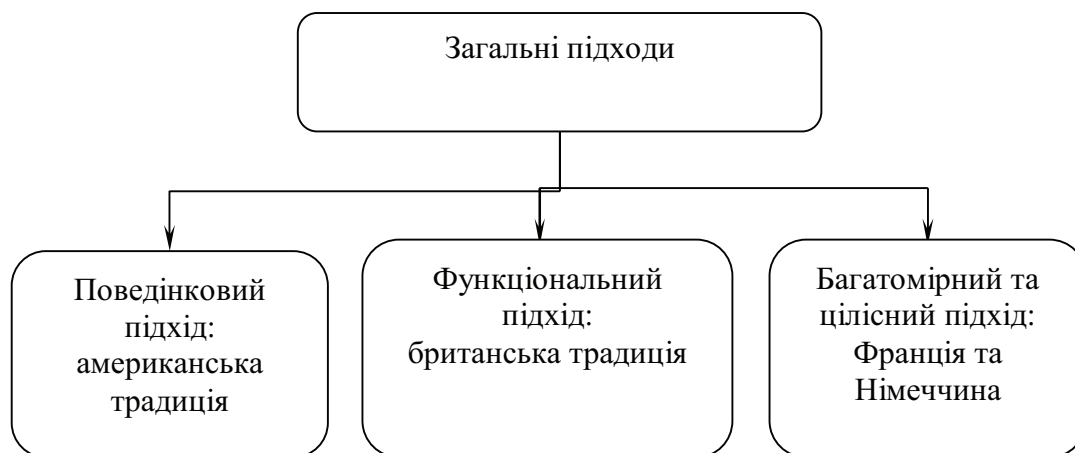 Загальні підходи
Поведінковий
підхід:
американська
традиція
Функціональний
підхід:
британська традиція
Багатомірний та
цілісний підхід:
Франція та
Німеччина